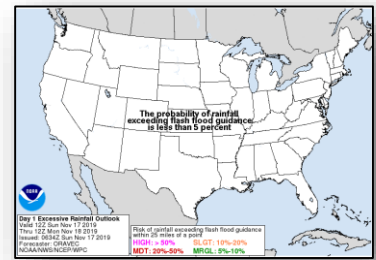 The probability of rainfall
exceeding flash flood guidance
is less than 5 percent
NOAA
Day 1 Excessive Rainfall Outlook
Valid 12Z Sun Nov 17 2019
Thru 12Z Mon Nov 18 2019
Issued: 0634Z Sun Nov 17 2019
Forecaster: ORAVEC
NOAA/NWS/NCEP/WPC
Risk of rainfall exceeding flash flood guidance
within 25 miles of a point
HIGH: > 50% SLGT: 10%-20%
MDT: 20%-50% MRGL: 5%-10%